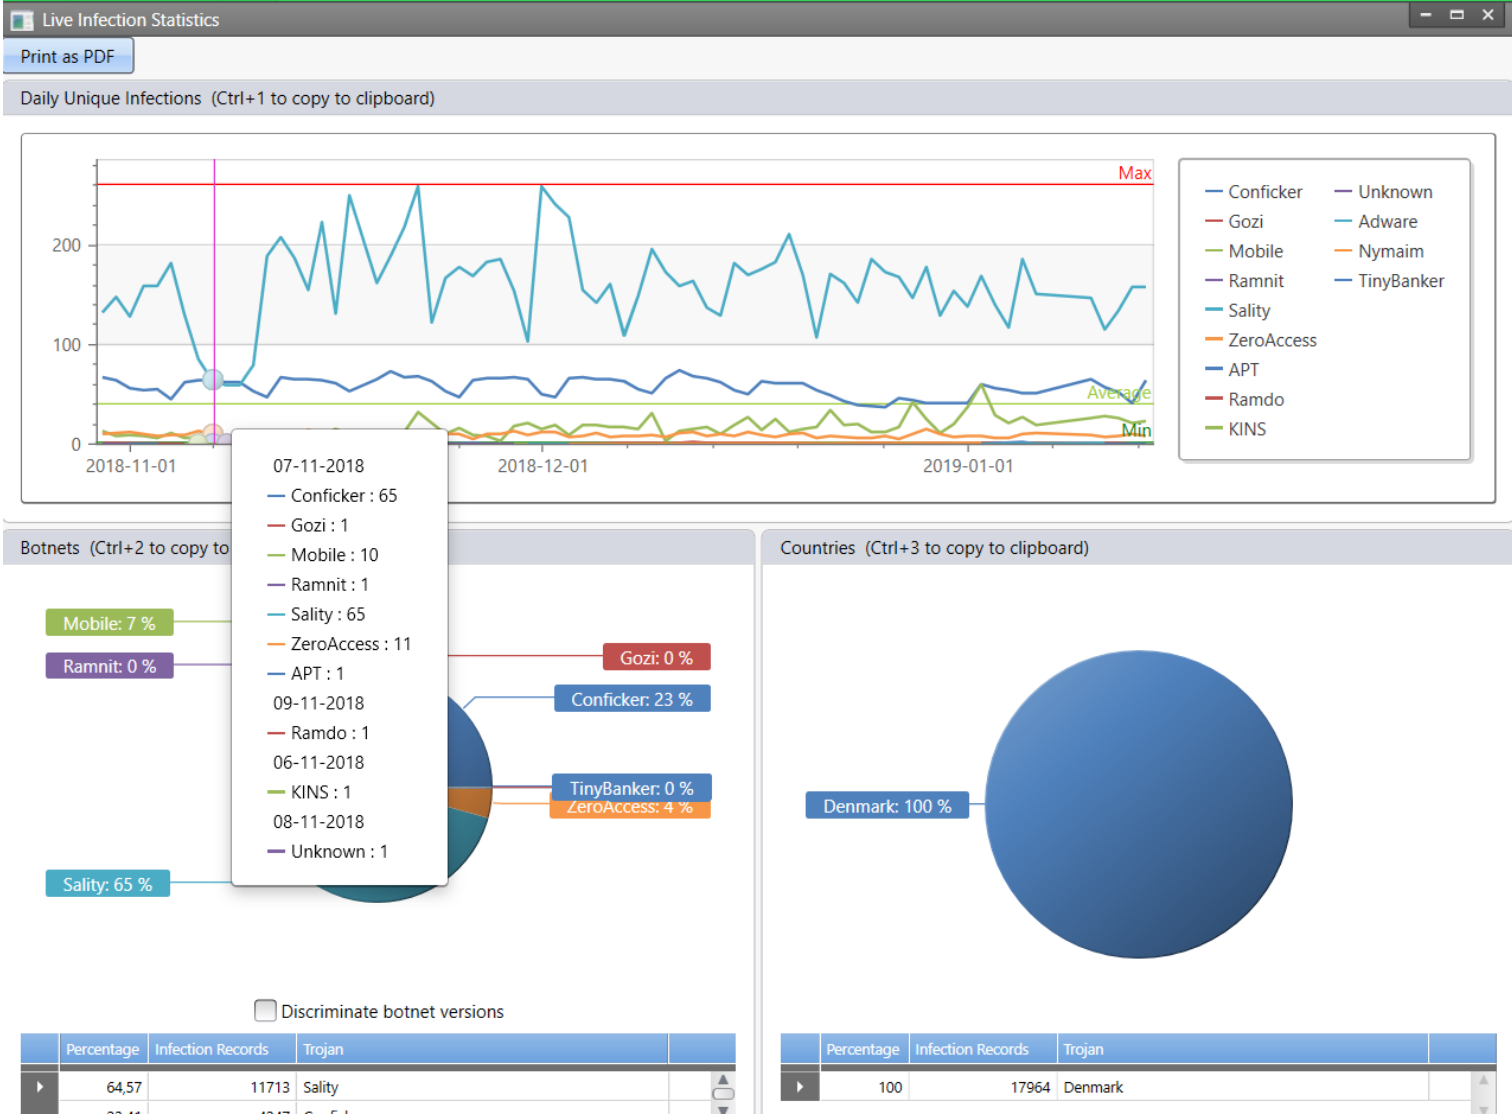 Live Infection Statistics
Print as PDF
Daily Unique Infections (Ctrl+1 to copy to clipboard)
Max
200
100
0
Average
Min
2018-11-01
2018-12-01
2019-01-01
Conficker
Unknown
Gozi
Adware
Mobile
Nymaim
Ramnit
TinyBanker
Sality
ZeroAccess
APT
Ramdo
KINS
07-11-2018
Conficker : 65
Gozi : 1
Mobile : 10
Ramnit : 1
Sality : 65
ZeroAccess : 11
APT : 1
09-11-2018
Ramdo : 1
06-11-2018
KINS : 1
08-11-2018
Unknown : 1
Botnets (Ctrl+2 to copy to
Mobile: 7 %
Ramnit: 0 %
Gozi: 0 %
Conficker: 23 %
TinyBanker: 0 %
ZeroAccess: 4 %
Sality: 65 %
Discriminate botnet versions
Percentage Infection Records Trojan
64,57 11713 Sality
Countries (Ctrl+3 to copy to clipboard)
Denmark: 100 %
Percentage Infection Records Trojan
100 17964 Denmark